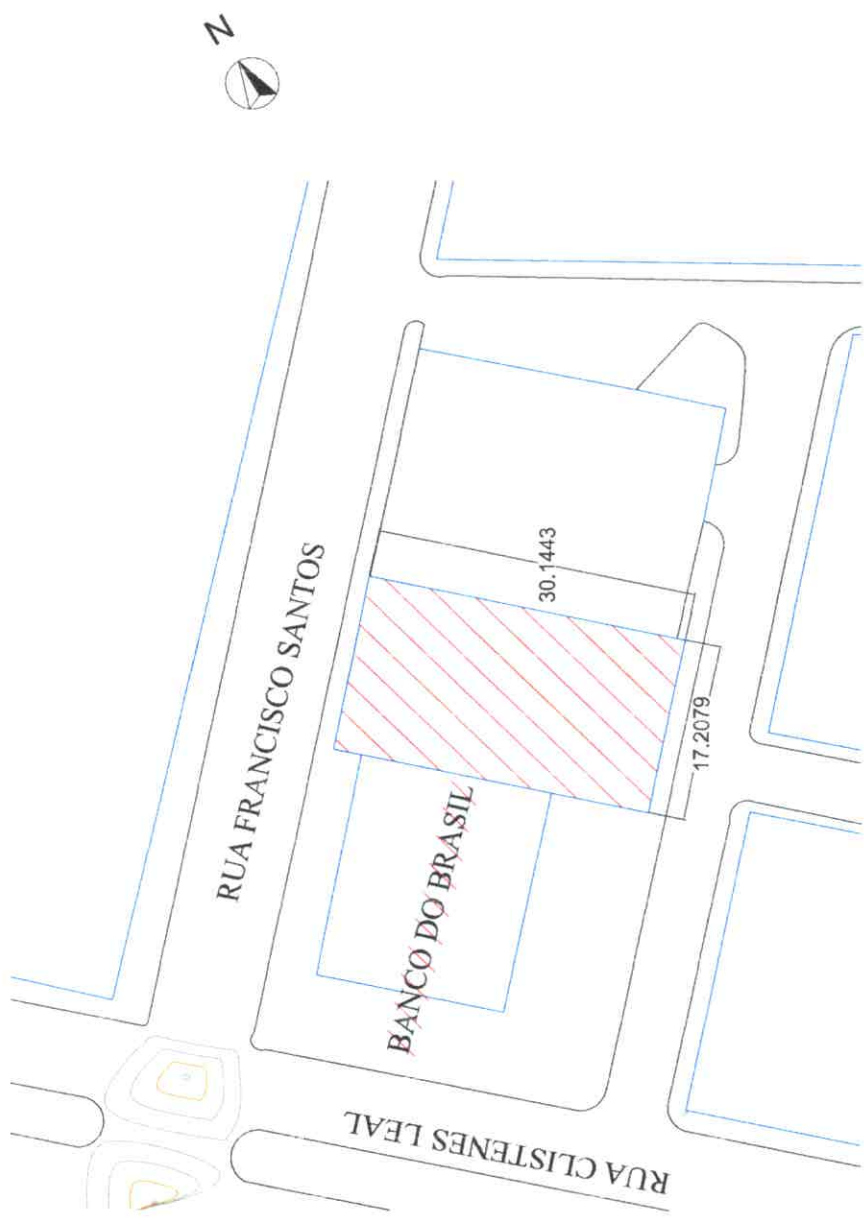 N
RUA FRANCISCO SANTOS
30.1443
17.2079
BANCO DO BRASIL
RUA CLISTENES LEAL